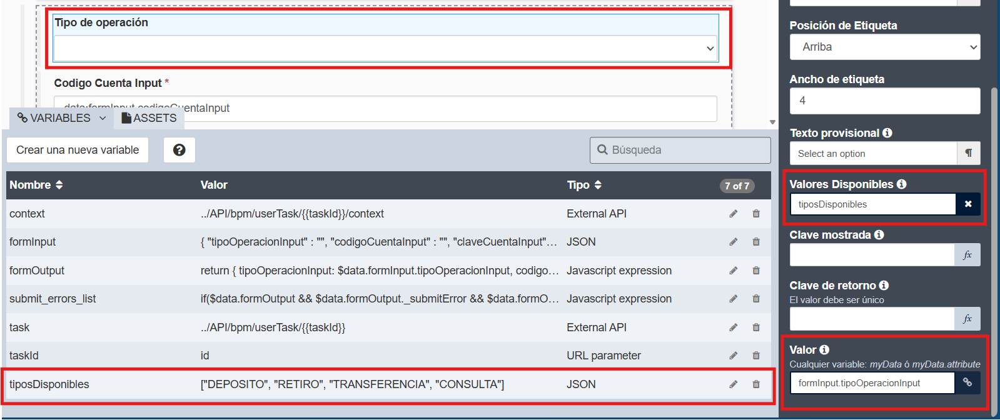 Tipo de operación
Codigo Cuenta Input *
data:formInput.codigoCuentaInput
VARIABLES
ASSETS
Crear una nueva variable
?
Búsqueda
Nombre Valor Tipo 7 of 7
context ../API/bpm/userTask/{{taskId}}/context External API
formInput { "tipoOperacionInput" : "", "codigoCuentaInput" : "", "claveCuentaInput"... JSON
formOutput return { tipoOperacionInput: $data.formInput.tipoOperacionInput, codigo... Javascript expression
submit_errors_list if($data.formOutput && $data.formOutput._submitError && $data.formO... Javascript expression
task ../API/bpm/userTask/{{taskId}} External API
taskId id URL parameter
tiposDisponibles ["DEPOSITO", "RETIRO", "TRANSFERENCIA", "CONSULTA"] JSON
Posición de Etiqueta
Arriba
Ancho de etiqueta
4
Texto provisional
Select an option ¶
Valores Disponibles
tiposDisponibles
Clave mostrada
fx
Clave de retorno
El valor debe ser único
fx
Valor
Cualquier variable: myData ó myData.attribute
formInput.tipoOperacionInput